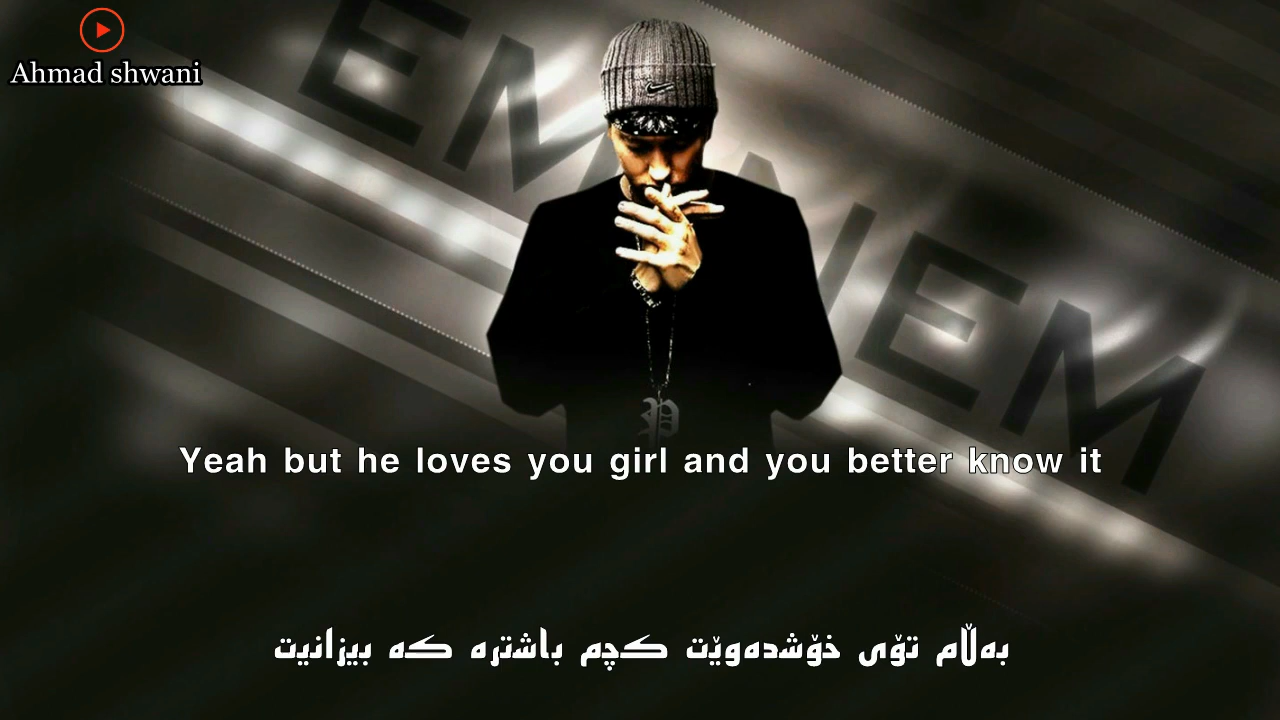 Ahmad shwani
EMINEM
Yeah but he loves you girl and you better know it
بەڵام تۆی خۆشدەوێت کچم باشترە کە بیزانیت